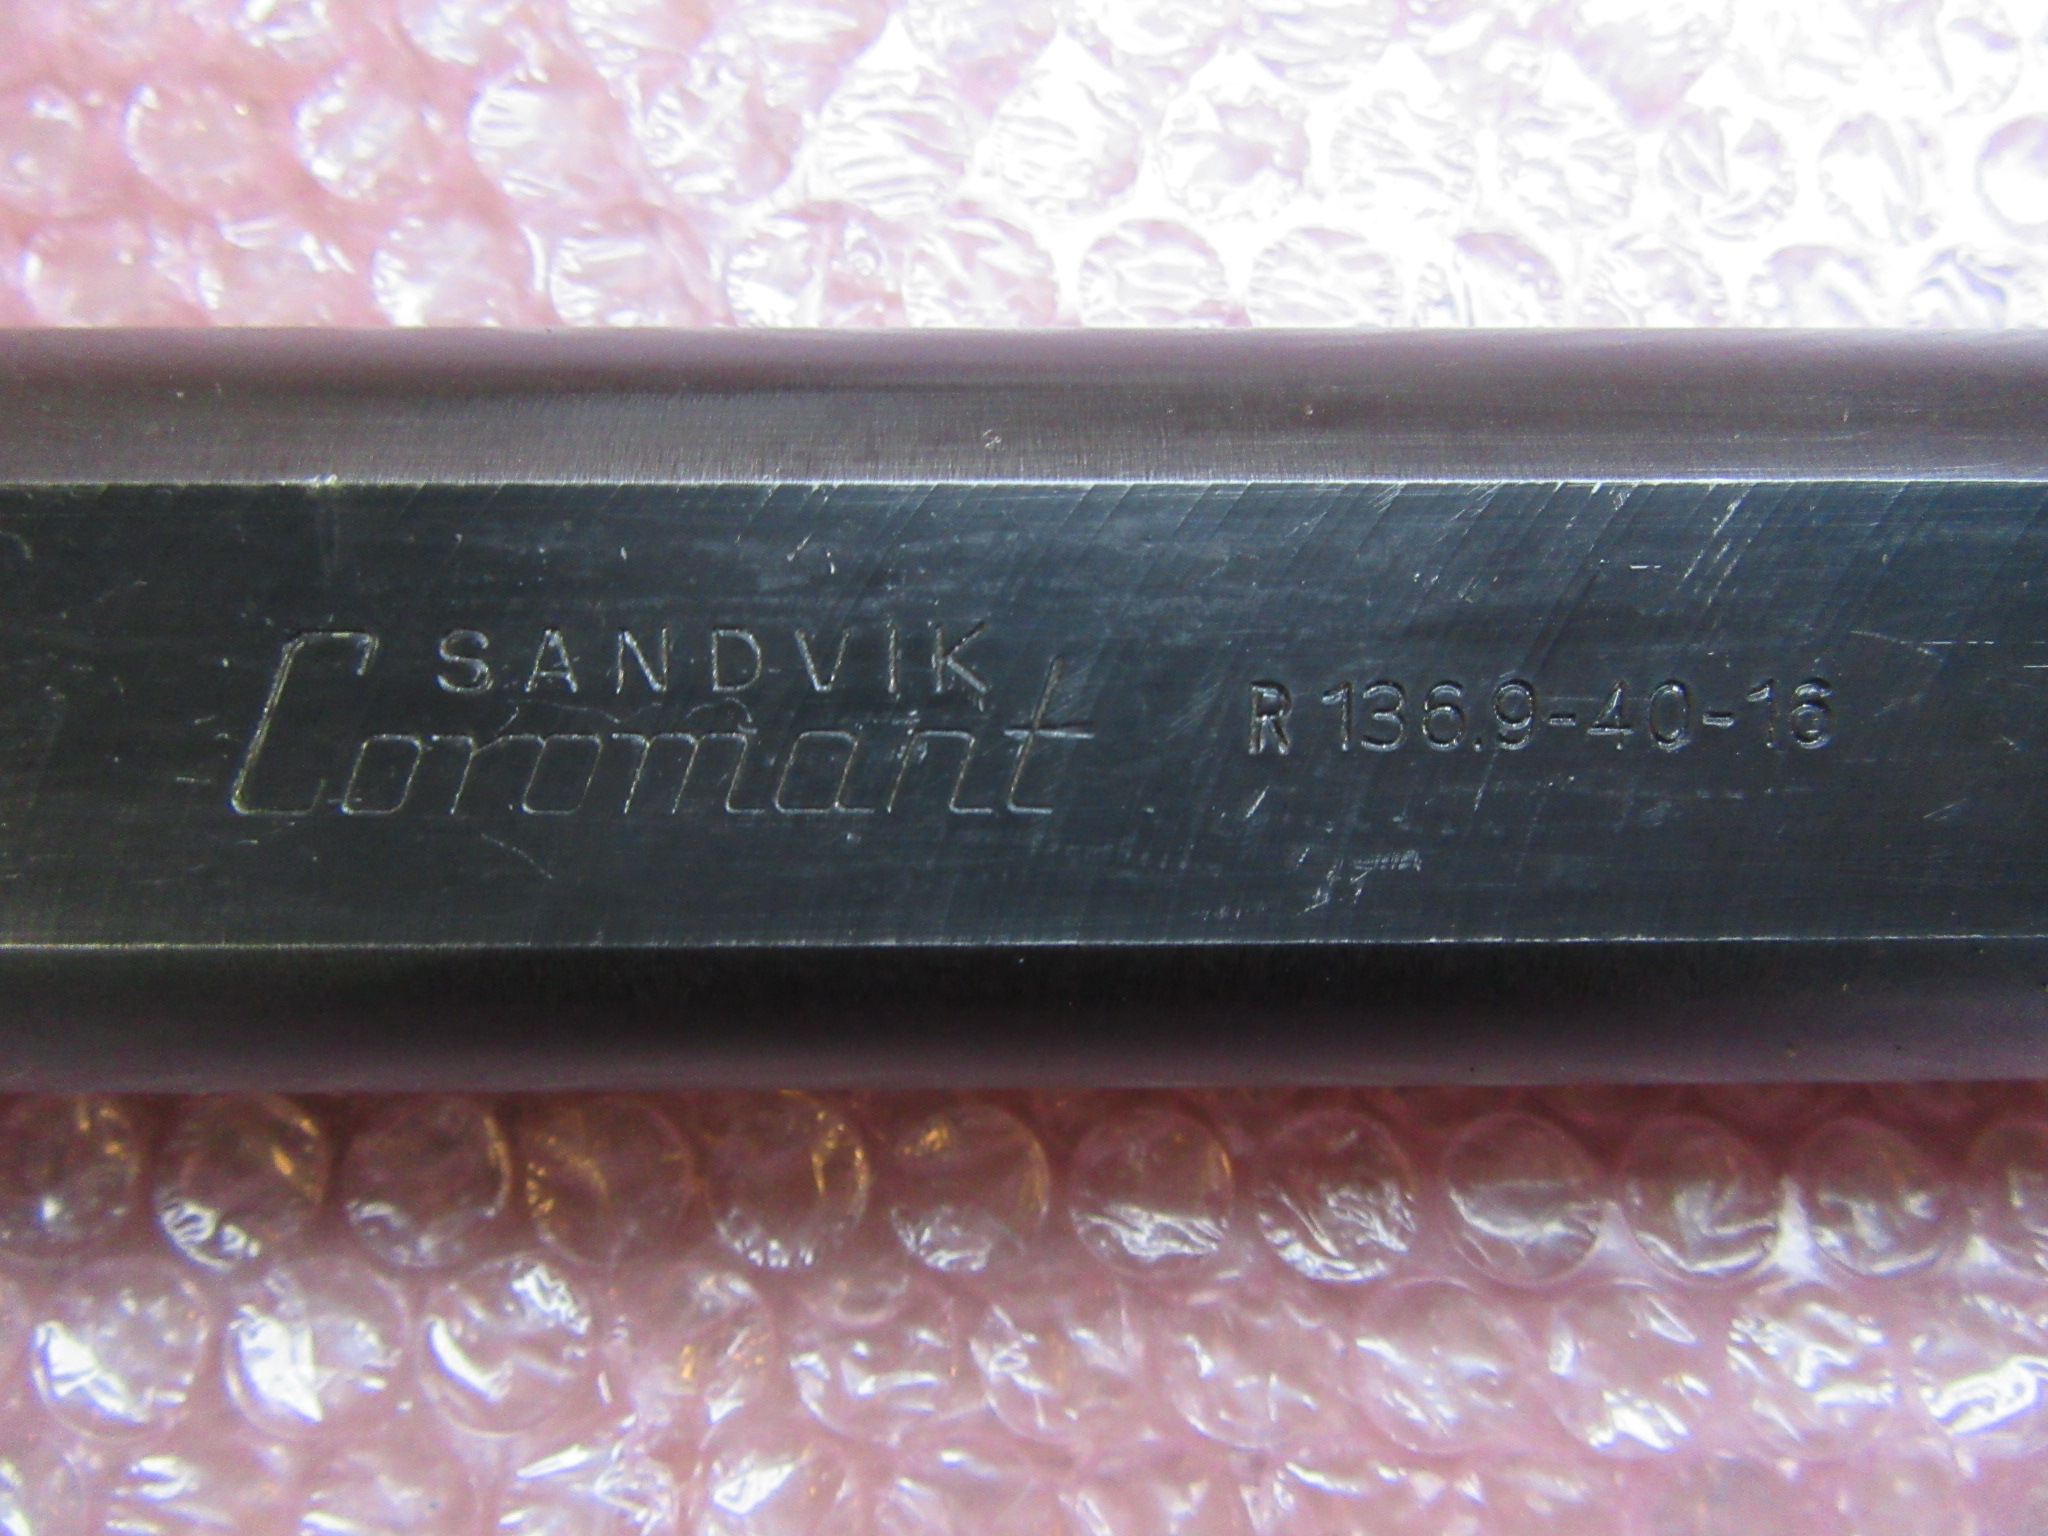 SANDVIK
Coromant
R 136.9-40-16